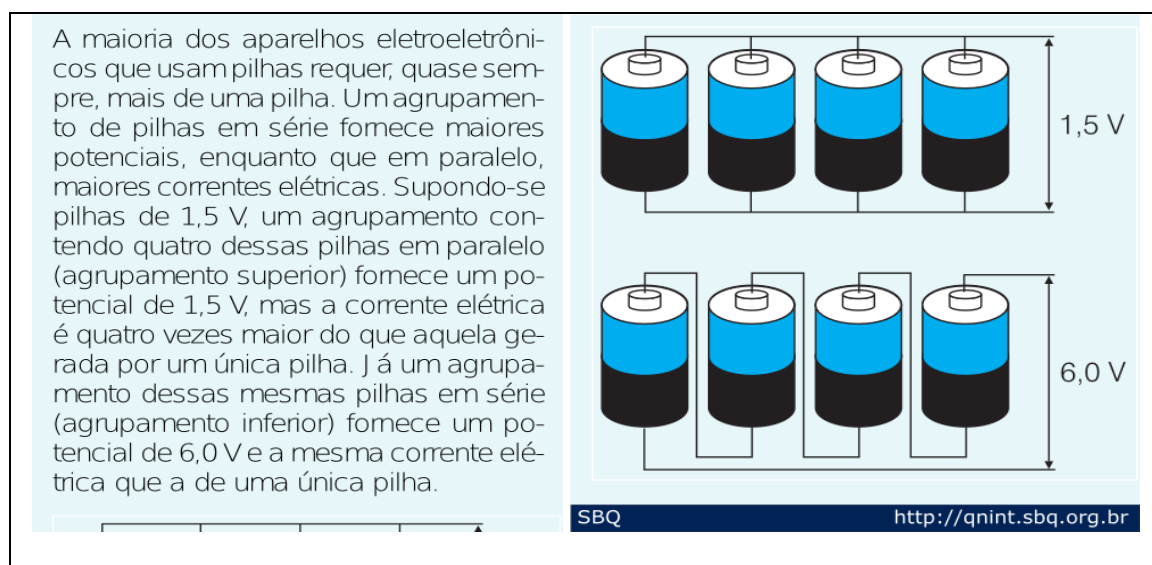 A maioria dos aparelhos eletroeletrôni-
cos que usam pilhas requer, quase sem-
pre, mais de uma pilha. Um agrupamen-
to de pilhas em série fornece maiores
potenciais, enquanto que em paralelo,
maiores correntes elétricas. Supondo-se
pilhas de 1,5 V, um agrupamento con-
tendo quatro dessas pilhas em paralelo
(agrupamento superior) fornece um po-
tencial de 1,5 V, mas a corrente elétrica
é quatro vezes maior do que aquela ge-
rada por um única pilha. Já um agrupa-
mento dessas mesmas pilhas em série
(agrupamento inferior) fornece um po-
tencial de 6,0 V e a mesma corrente elé-
trica que a de uma única pilha.
1,5 V
6,0 V
SBQ http://qnint.sbq.org.br